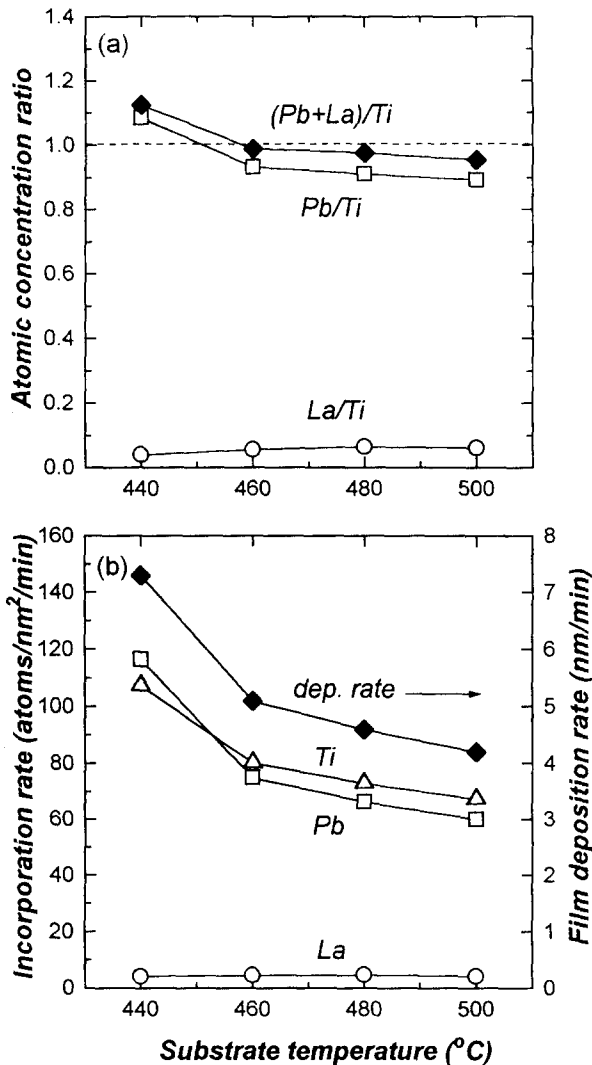 (a)
1.4
1.2
1.0
0.8
0.6
0.4
0.2
0.0
Atomic concentration ratio
(Pb+La)/Ti
Pb/Ti
La/Ti
440 460 480 500
(b)
160
140
120
100
80
60
40
20
0
Incorporation rate (atoms/nm²/min)
dep. rate
Ti
Pb
La
8
7
6
5
4
3
2
1
0
Film deposition rate (nm/min)
440 460 480 500
Substrate temperature (°C)